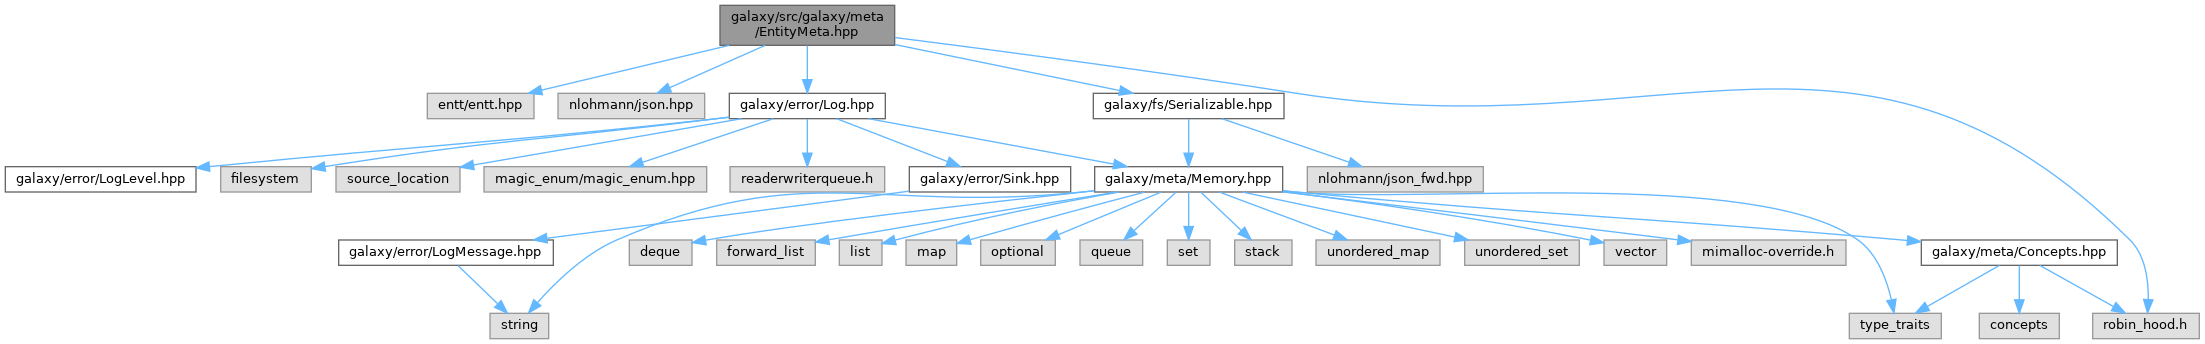 galaxy/src/galaxy/meta
/EntityMeta.hpp
entt/entt.hpp
nlohmann/json.hpp
galaxy/error/Log.hpp
galaxy/fs/Serializable.hpp
galaxy/error/LogLevel.hpp
filesystem
source_location
magic_enum/magic_enum.hpp
readerwriterqueue.h
galaxy/error/Sink.hpp
galaxy/meta/Memory.hpp
nlohmann/json_fwd.hpp
galaxy/error/LogMessage.hpp
deque
forward_list
list
map
optional
queue
set
stack
unordered_map
unordered_set
vector
mimalloc-override.h
galaxy/meta/Concepts.hpp
string
type_traits
concepts
robin_hood.h